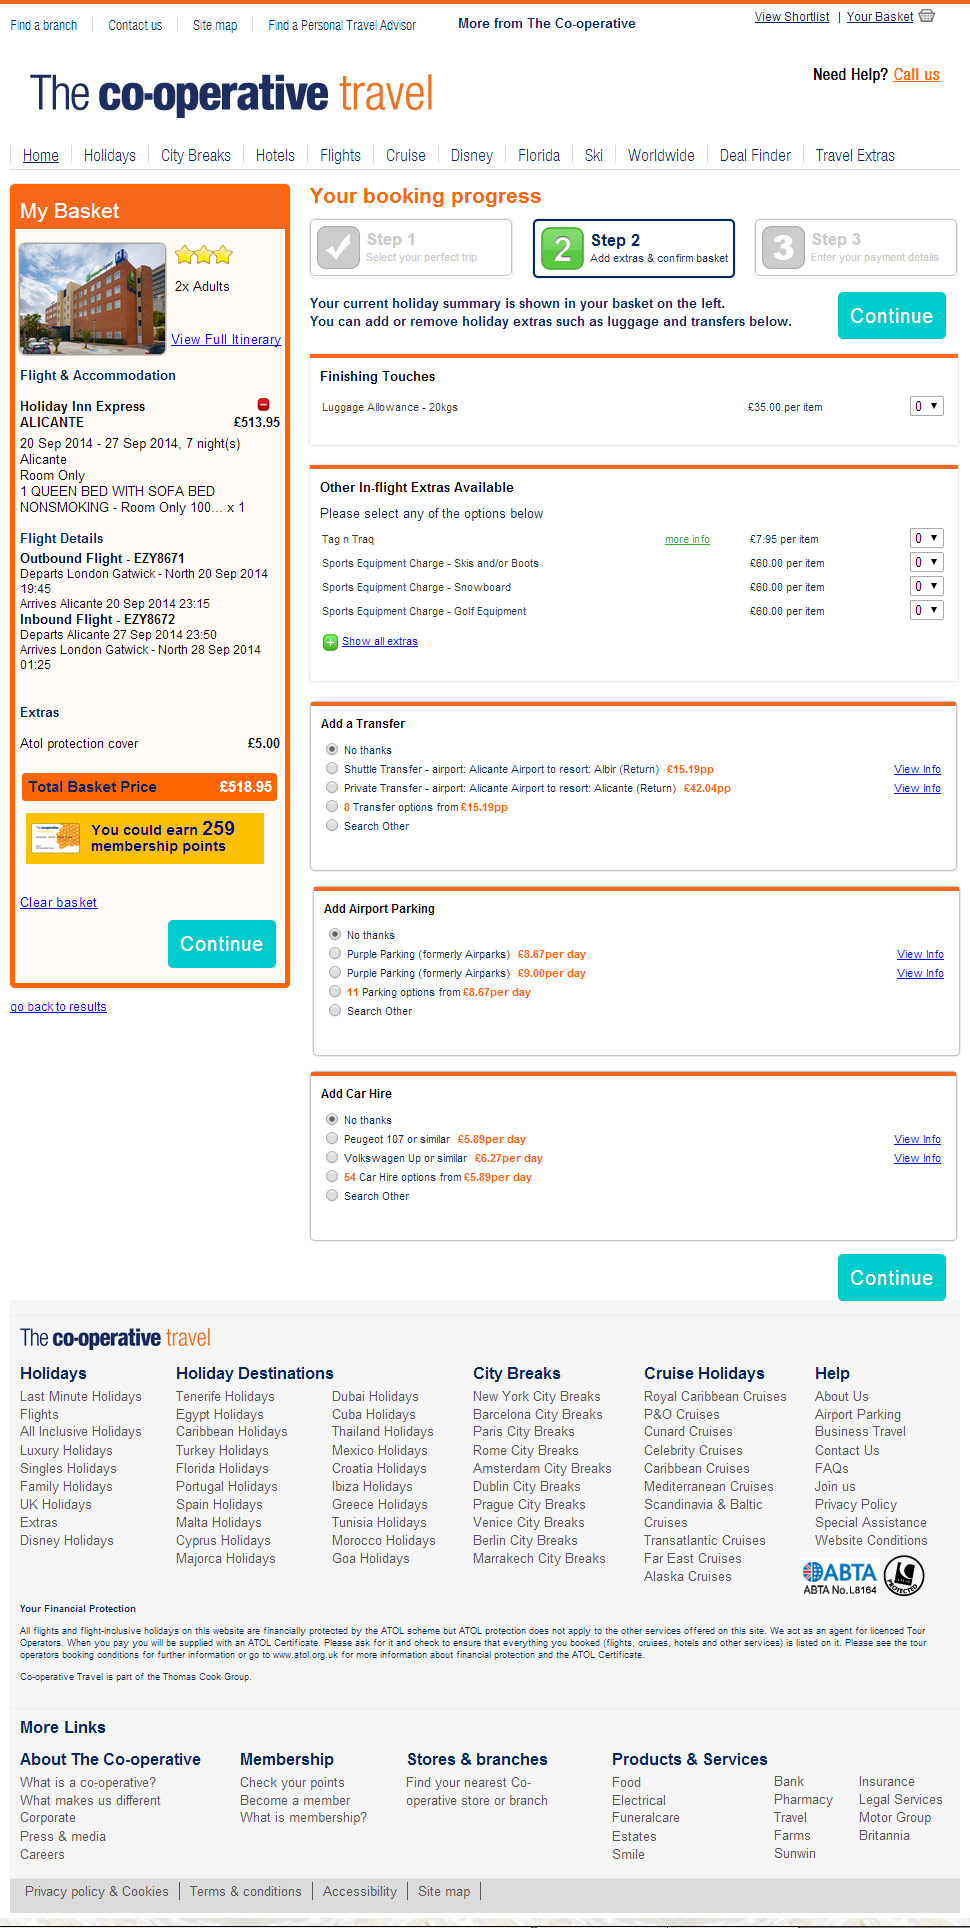 Find a branch
Contact us
Site map
Find a Personal Travel Advisor
More from The Co-operative
View Shortlist | Your Basket
The co-operative travel
Need Help? Call us
Home
Holidays
City Breaks
Hotels
Flights
Cruise
Disney
Florida
Ski
Worldwide
Deal Finder
Travel Extras
My Basket
2x Adults
View Full Itinerary
Flight & Accommodation
Holiday Inn Express
ALICANTE £513.95
20 Sep 2014 - 27 Sep 2014, 7 night(s)
Alicante
Room Only
1 QUEEN BED WITH SOFA BED
NONSMOKING - Room Only 100... x 1
Flight Details
Outbound Flight - EZY8671
Departs London Gatwick - North 20 Sep 2014
19:45
Arrives Alicante 20 Sep 2014 23:15
Inbound Flight - EZY8672
Departs Alicante 27 Sep 2014 23:50
Arrives London Gatwick - North 28 Sep 2014
01:25
Extras
Atol protection cover £5.00
Total Basket Price £518.95
You could earn 259
membership points
Clear basket
Continue
go back to results
Your booking progress
Step 1
Select your perfect trip
2
Step 2
Add extras & confirm basket
3
Step 3
Enter your payment details
Your current holiday summary is shown in your basket on the left.
You can add or remove holiday extras such as luggage and transfers below.
Continue
Finishing Touches
Luggage Allowance - 20kgs £35.00 per item 0
Other In-flight Extras Available
Please select any of the options below
Tag n Traq more info £7.95 per item 0
Sports Equipment Charge - Skis and/or Boots £60.00 per item 0
Sports Equipment Charge - Snowboard £60.00 per item 0
Sports Equipment Charge - Golf Equipment £60.00 per item 0
Show all extras
Add a Transfer
No thanks
Shuttle Transfer - airport: Alicante Airport to resort: Albir (Return) £15.19pp View Info
Private Transfer - airport: Alicante Airport to resort: Alicante (Return) £42.04pp View Info
8 Transfer options from £15.19pp
Search Other
Add Airport Parking
No thanks
Purple Parking (formerly Airparks) £8.67per day View Info
Purple Parking (formerly Airparks) £9.00per day View Info
11 Parking options from £8.67per day
Search Other
Add Car Hire
No thanks
Peugeot 107 or similar £5.89per day View Info
Volkswagen Up or similar £6.27per day View Info
54 Car Hire options from £5.89per day
Search Other
Continue
The co-operative travel
Holidays
Last Minute Holidays
Flights
All Inclusive Holidays
Luxury Holidays
Singles Holidays
Family Holidays
UK Holidays
Extras
Disney Holidays
Holiday Destinations
Tenerife Holidays
Egypt Holidays
Caribbean Holidays
Turkey Holidays
Florida Holidays
Portugal Holidays
Spain Holidays
Malta Holidays
Cyprus Holidays
Majorca Holidays
Dubai Holidays
Cuba Holidays
Thailand Holidays
Mexico Holidays
Croatia Holidays
Ibiza Holidays
Greece Holidays
Tunisia Holidays
Morocco Holidays
Goa Holidays
City Breaks
New York City Breaks
Barcelona City Breaks
Paris City Breaks
Rome City Breaks
Amsterdam City Breaks
Dublin City Breaks
Prague City Breaks
Venice City Breaks
Berlin City Breaks
Marrakech City Breaks
Cruise Holidays
Royal Caribbean Cruises
P&O Cruises
Cunard Cruises
Celebrity Cruises
Caribbean Cruises
Mediterranean Cruises
Scandinavia & Baltic
Cruises
Transatlantic Cruises
Far East Cruises
Alaska Cruises
Help
About Us
Airport Parking
Business Travel
Contact Us
FAQs
Join us
Privacy Policy
Special Assistance
Website Conditions
ABTA
ABTA No.L8164
PROTECTED
Your Financial Protection
All flights and flight-inclusive holidays on this website are financially protected by the ATOL scheme but ATOL protection does not apply to the other services offered on this site. We act as an agent for licenced Tour
Operators. When you pay you will be supplied with an ATOL Certificate. Please ask for it and check to ensure that everything you booked (flights, cruises, hotels and other services) is listed on it. Please see the tour
operators booking conditions for further information or go to www.atol.org.uk for more information about financial protection and the ATOL Certificate.
Co-operative Travel is part of the Thomas Cook Group.
More Links
About The Co-operative
What is a co-operative?
What makes us different
Corporate
Press & media
Careers
Membership
Check your points
Become a member
What is membership?
Stores & branches
Find your nearest Co-
operative store or branch
Products & Services
Food
Electrical
Funeralcare
Estates
Smile
Bank
Pharmacy
Travel
Farms
Sunwin
Insurance
Legal Services
Motor Group
Britannia
Privacy policy & Cookies
Terms & conditions
Accessibility
Site map